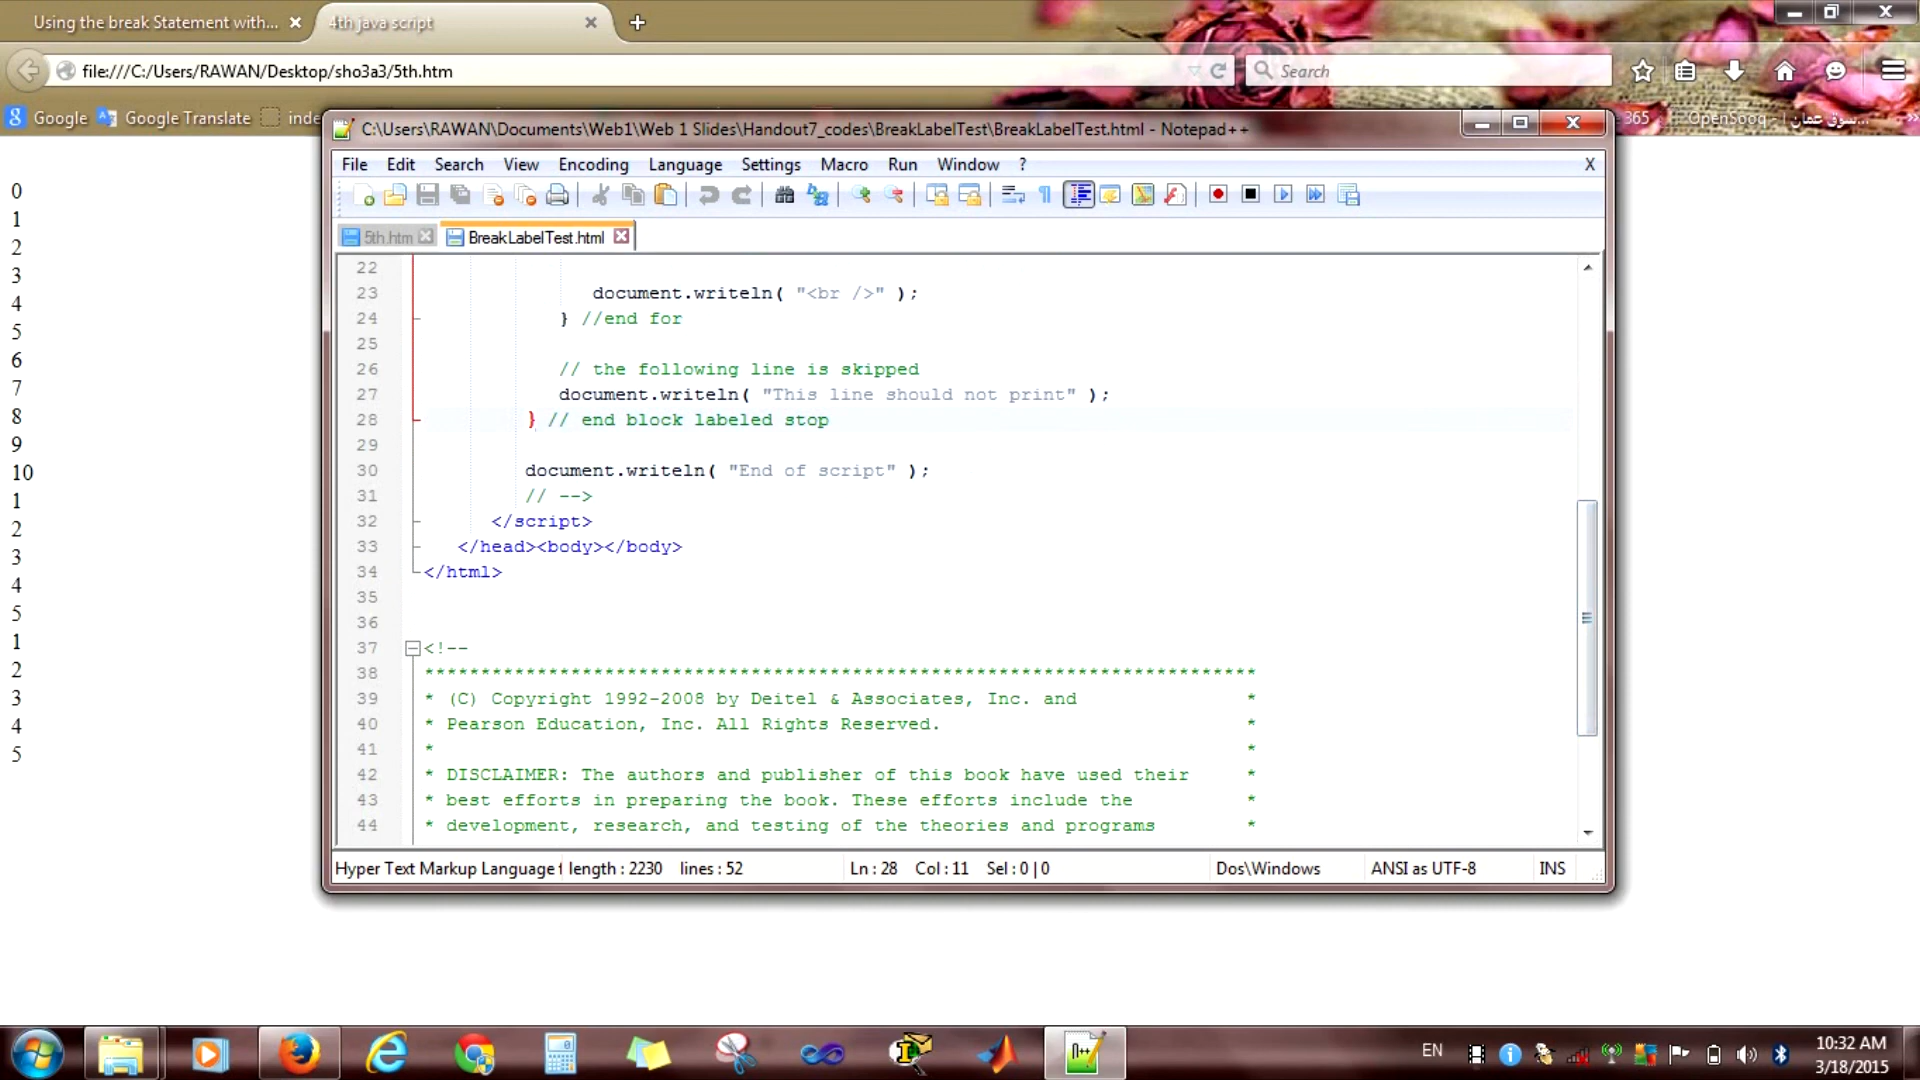 Using the break Statement with...
4th java script
file:///C:/Users/RAWAN/Desktop/sho3a3/5th.htm
Search
Google
Google Translate
inde
365
OpenSooq - سوق عمان...
C:\Users\RAWAN\Documents\Web1\Web 1 Slides\Handout7_codes\BreakLabelTest\BreakLabelTest.html - Notepad++
File Edit Search View Encoding Language Settings Macro Run Window ?
X
5th.htm
BreakLabelTest.html
0
1
2
3
4
5
6
7
8
9
10
1
2
3
4
5
1
2
3
4
5
22
23 document.writeln( "<br />" );
24 } //end for
25
26 // the following line is skipped
27 document.writeln( "This line should not print" );
28 } // end block labeled stop
29
30 document.writeln( "End of script" );
31 // -->
32 </script>
33 </head><body></body>
34 </html>
35
36
37 <!--
38 **************************************************************************
39 * (C) Copyright 1992-2008 by Deitel & Associates, Inc. and *
40 * Pearson Education, Inc. All Rights Reserved. *
41 * *
42 * DISCLAIMER: The authors and publisher of this book have used their *
43 * best efforts in preparing the book. These efforts include the *
44 * development, research, and testing of the theories and programs *
Hyper Text Markup Language f length : 2230 lines : 52 Ln : 28 Col : 11 Sel : 0 | 0 Dos\Windows ANSI as UTF-8 INS
EN
10:32 AM
3/18/2015